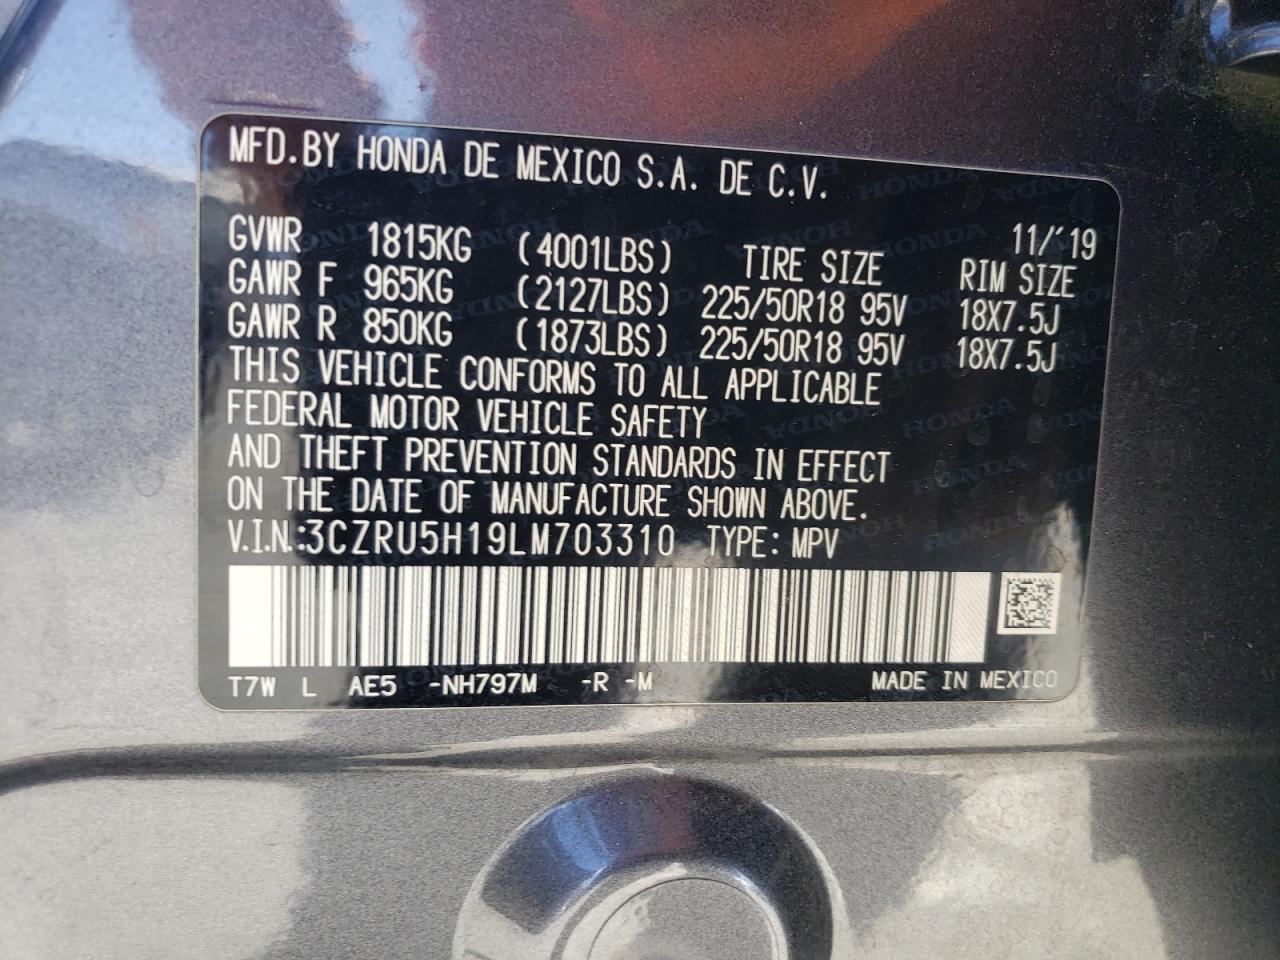 MFD.BY HONDA DE MEXICO S.A. DE C.V.
11/'19
GVWR 1815KG (4001LBS) TIRE SIZE RIM SIZE
GAWR F 965KG (2127LBS) 225/50R18 95V 18X7.5J
GAWR R 850KG (1873LBS) 225/50R18 95V 18X7.5J
THIS VEHICLE CONFORMS TO ALL APPLICABLE
FEDERAL MOTOR VEHICLE SAFETY
AND THEFT PREVENTION STANDARDS IN EFFECT
ON THE DATE OF MANUFACTURE SHOWN ABOVE.
V.I.N.:3CZRU5H19LM703310 TYPE: MPV
T7W L AE5 -NH797M -R -M MADE IN MEXICO